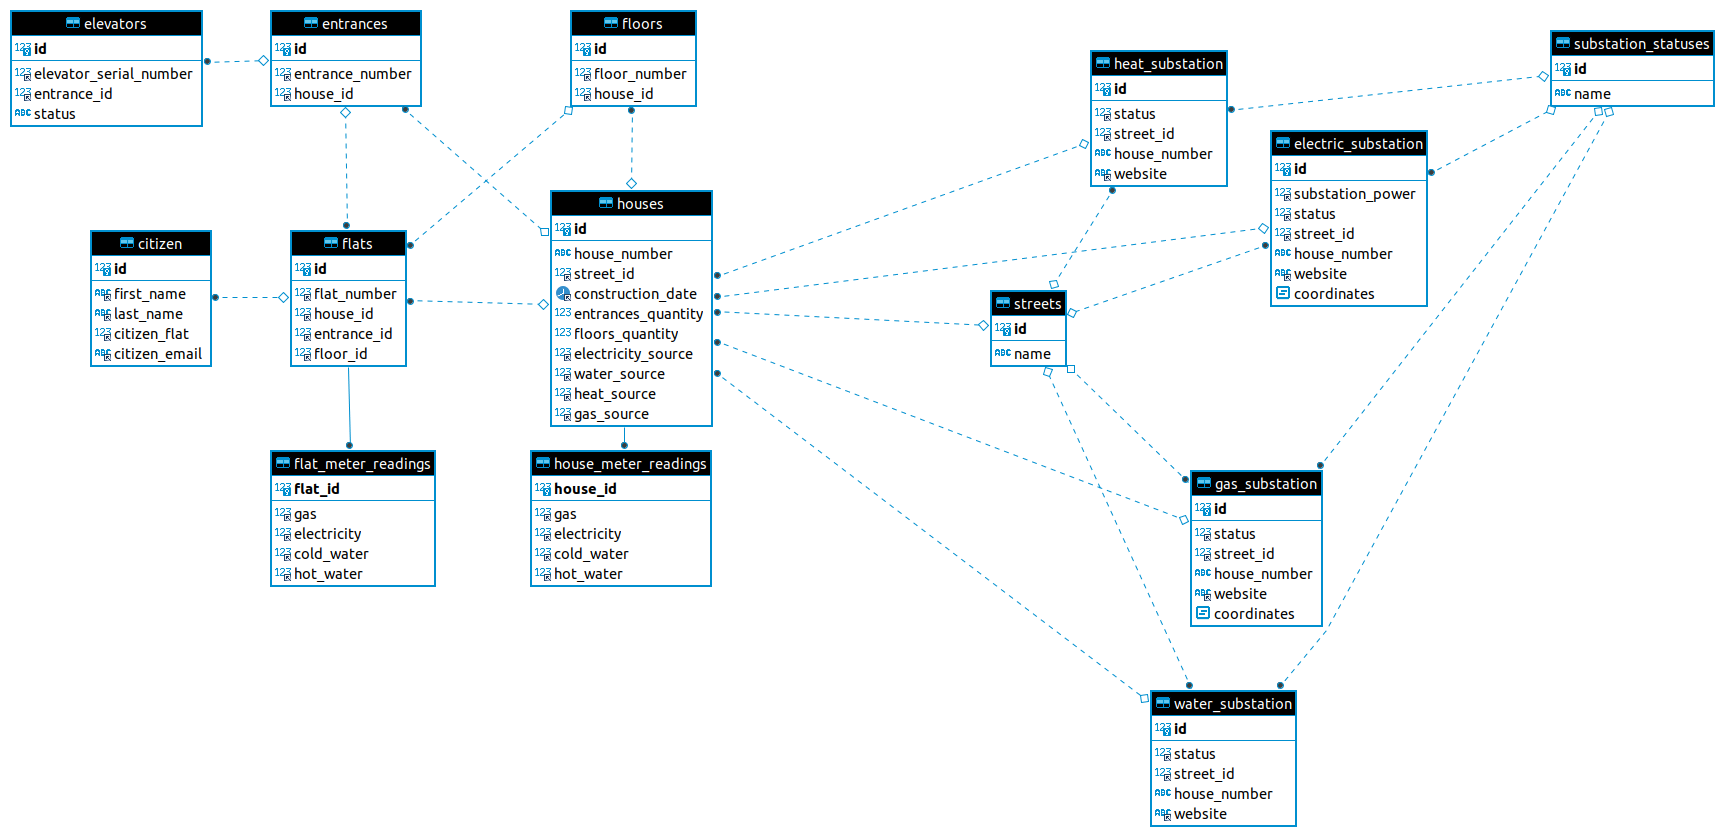 elevators
id
elevator_serial_number
entrance_id
status
entrances
id
entrance_number
house_id
floors
id
floor_number
house_id
heat_substation
id
status
street_id
house_number
website
substation_statuses
id
name
electric_substation
id
substation_power
status
street_id
house_number
website
coordinates
citizen
id
first_name
last_name
citizen_flat
citizen_email
flats
id
flat_number
house_id
entrance_id
floor_id
houses
id
house_number
street_id
construction_date
entrances_quantity
floors_quantity
electricity_source
water_source
heat_source
gas_source
streets
id
name
flat_meter_readings
flat_id
gas
electricity
cold_water
hot_water
house_meter_readings
house_id
gas
electricity
cold_water
hot_water
gas_substation
id
status
street_id
house_number
website
coordinates
water_substation
id
status
street_id
house_number
website